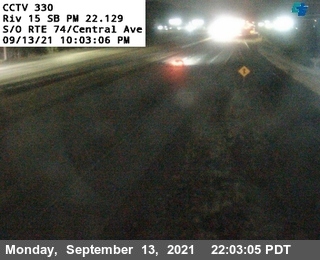 CCTV 330
Riv 15 SB PM 22.129
S/O RTE 74/Central Ave
09/13/21 10:03:06 PM
Monday, September 13, 2021 22:03:05 PDT